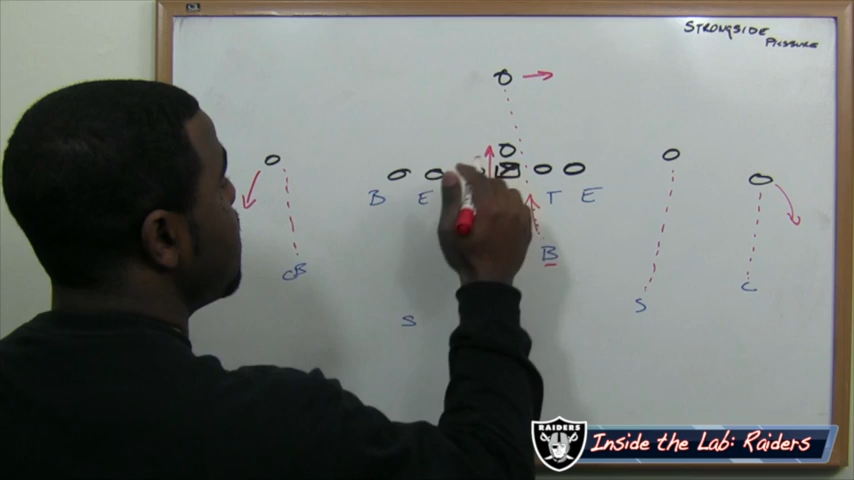 STRONGSIDE
PRESSURE
B E T E
B
CB
S
S
C
RAIDERS
Inside the Lab: Raiders